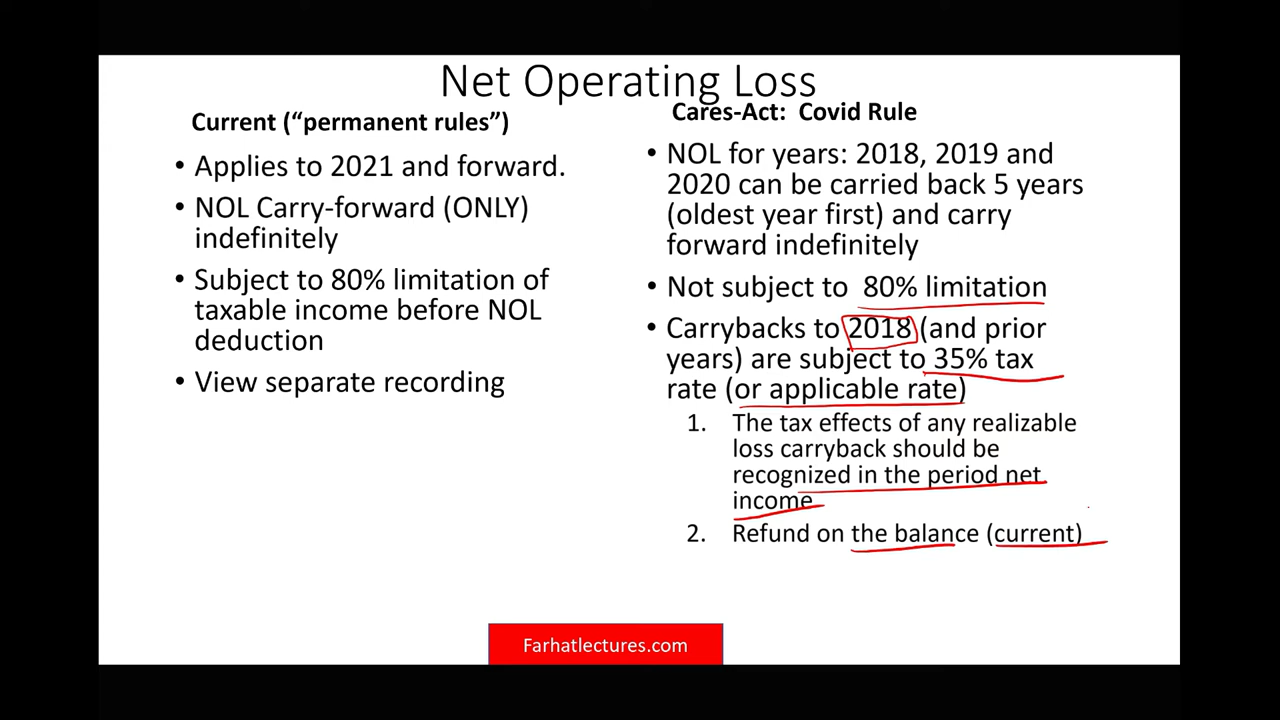 Net Operating Loss
Current (“permanent rules”)
• Applies to 2021 and forward.
• NOL Carry-forward (ONLY)
indefinitely
• Subject to 80% limitation of
taxable income before NOL
deduction
• View separate recording
Cares-Act: Covid Rule
• NOL for years: 2018, 2019 and
2020 can be carried back 5 years
(oldest year first) and carry
forward indefinitely
• Not subject to 80% limitation
• Carrybacks to 2018 (and prior
years) are subject to 35% tax
rate (or applicable rate)
1. The tax effects of any realizable
loss carryback should be
recognized in the period net
income
2. Refund on the balance (current)
Farhatlectures.com